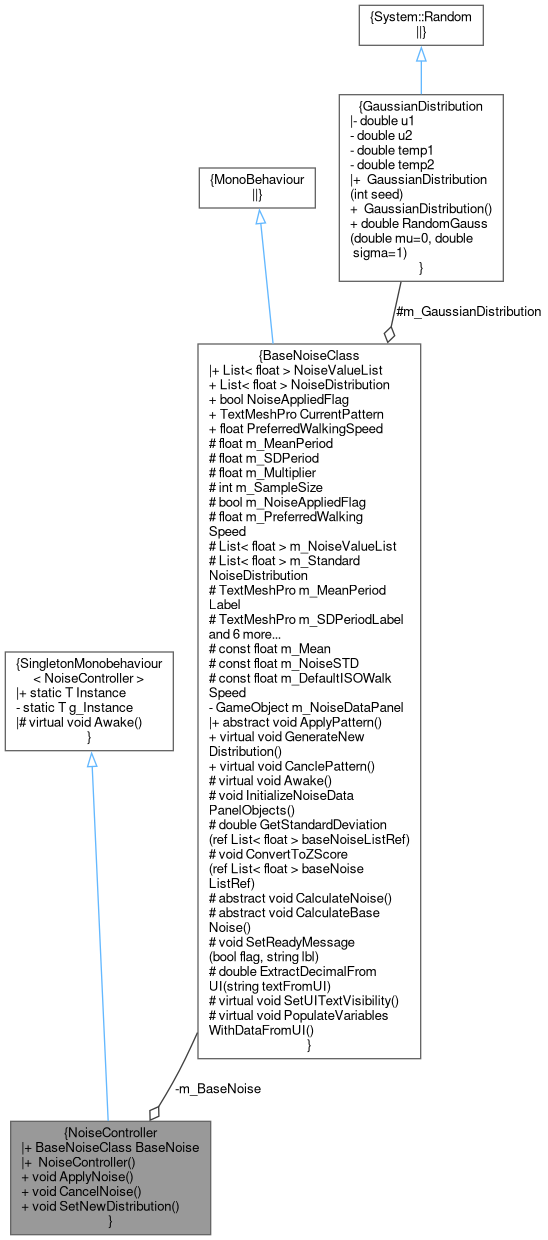 {System::Random
||}
{GaussianDistribution
|- double u1
- double u2
- double temp1
- double temp2
|+  GaussianDistribution
(int seed)
+  GaussianDistribution()
+ double RandomGauss
(double mu=0, double
 sigma=1)
}
{MonoBehaviour
||}
#m_GaussianDistribution
{BaseNoiseClass
|+ List< float > NoiseValueList
+ List< float > NoiseDistribution
+ bool NoiseAppliedFlag
+ TextMeshPro CurrentPattern
+ float PreferredWalkingSpeed
# float m_MeanPeriod
# float m_SDPeriod
# float m_Multiplier
# int m_SampleSize
# bool m_NoiseAppliedFlag
# float m_PreferredWalking
Speed
# List< float > m_NoiseValueList
# List< float > m_Standard
NoiseDistribution
# TextMeshPro m_MeanPeriod
Label
# TextMeshPro m_SDPeriodLabel
and 6 more...
# const float m_Mean
# const float m_NoiseSTD
# const float m_DefaultISOWalk
Speed
- GameObject m_NoiseDataPanel
|+ abstract void ApplyPattern()
+ virtual void GenerateNew
Distribution()
+ virtual void CanclePattern()
# virtual void Awake()
# void InitializeNoiseData
PanelObjects()
# double GetStandardDeviation
(ref List< float > baseNoiseListRef)
# void ConvertToZScore
(ref List< float > baseNoise
ListRef)
# abstract void CalculateNoise()
# abstract void CalculateBase
Noise()
# void SetReadyMessage
(bool flag, string lbl)
# double ExtractDecimalFrom
UI(string textFromUI)
# virtual void SetUITextVisibility()
# virtual void PopulateVariables
WithDataFromUI()
}
{SingletonMonobehaviour
< NoiseController >
|+ static T Instance
- static T g_Instance
|# virtual void Awake()
}
-m_BaseNoise
{NoiseController
|+ BaseNoiseClass BaseNoise
|+  NoiseController()
+ void ApplyNoise()
+ void CancelNoise()
+ void SetNewDistribution()
}